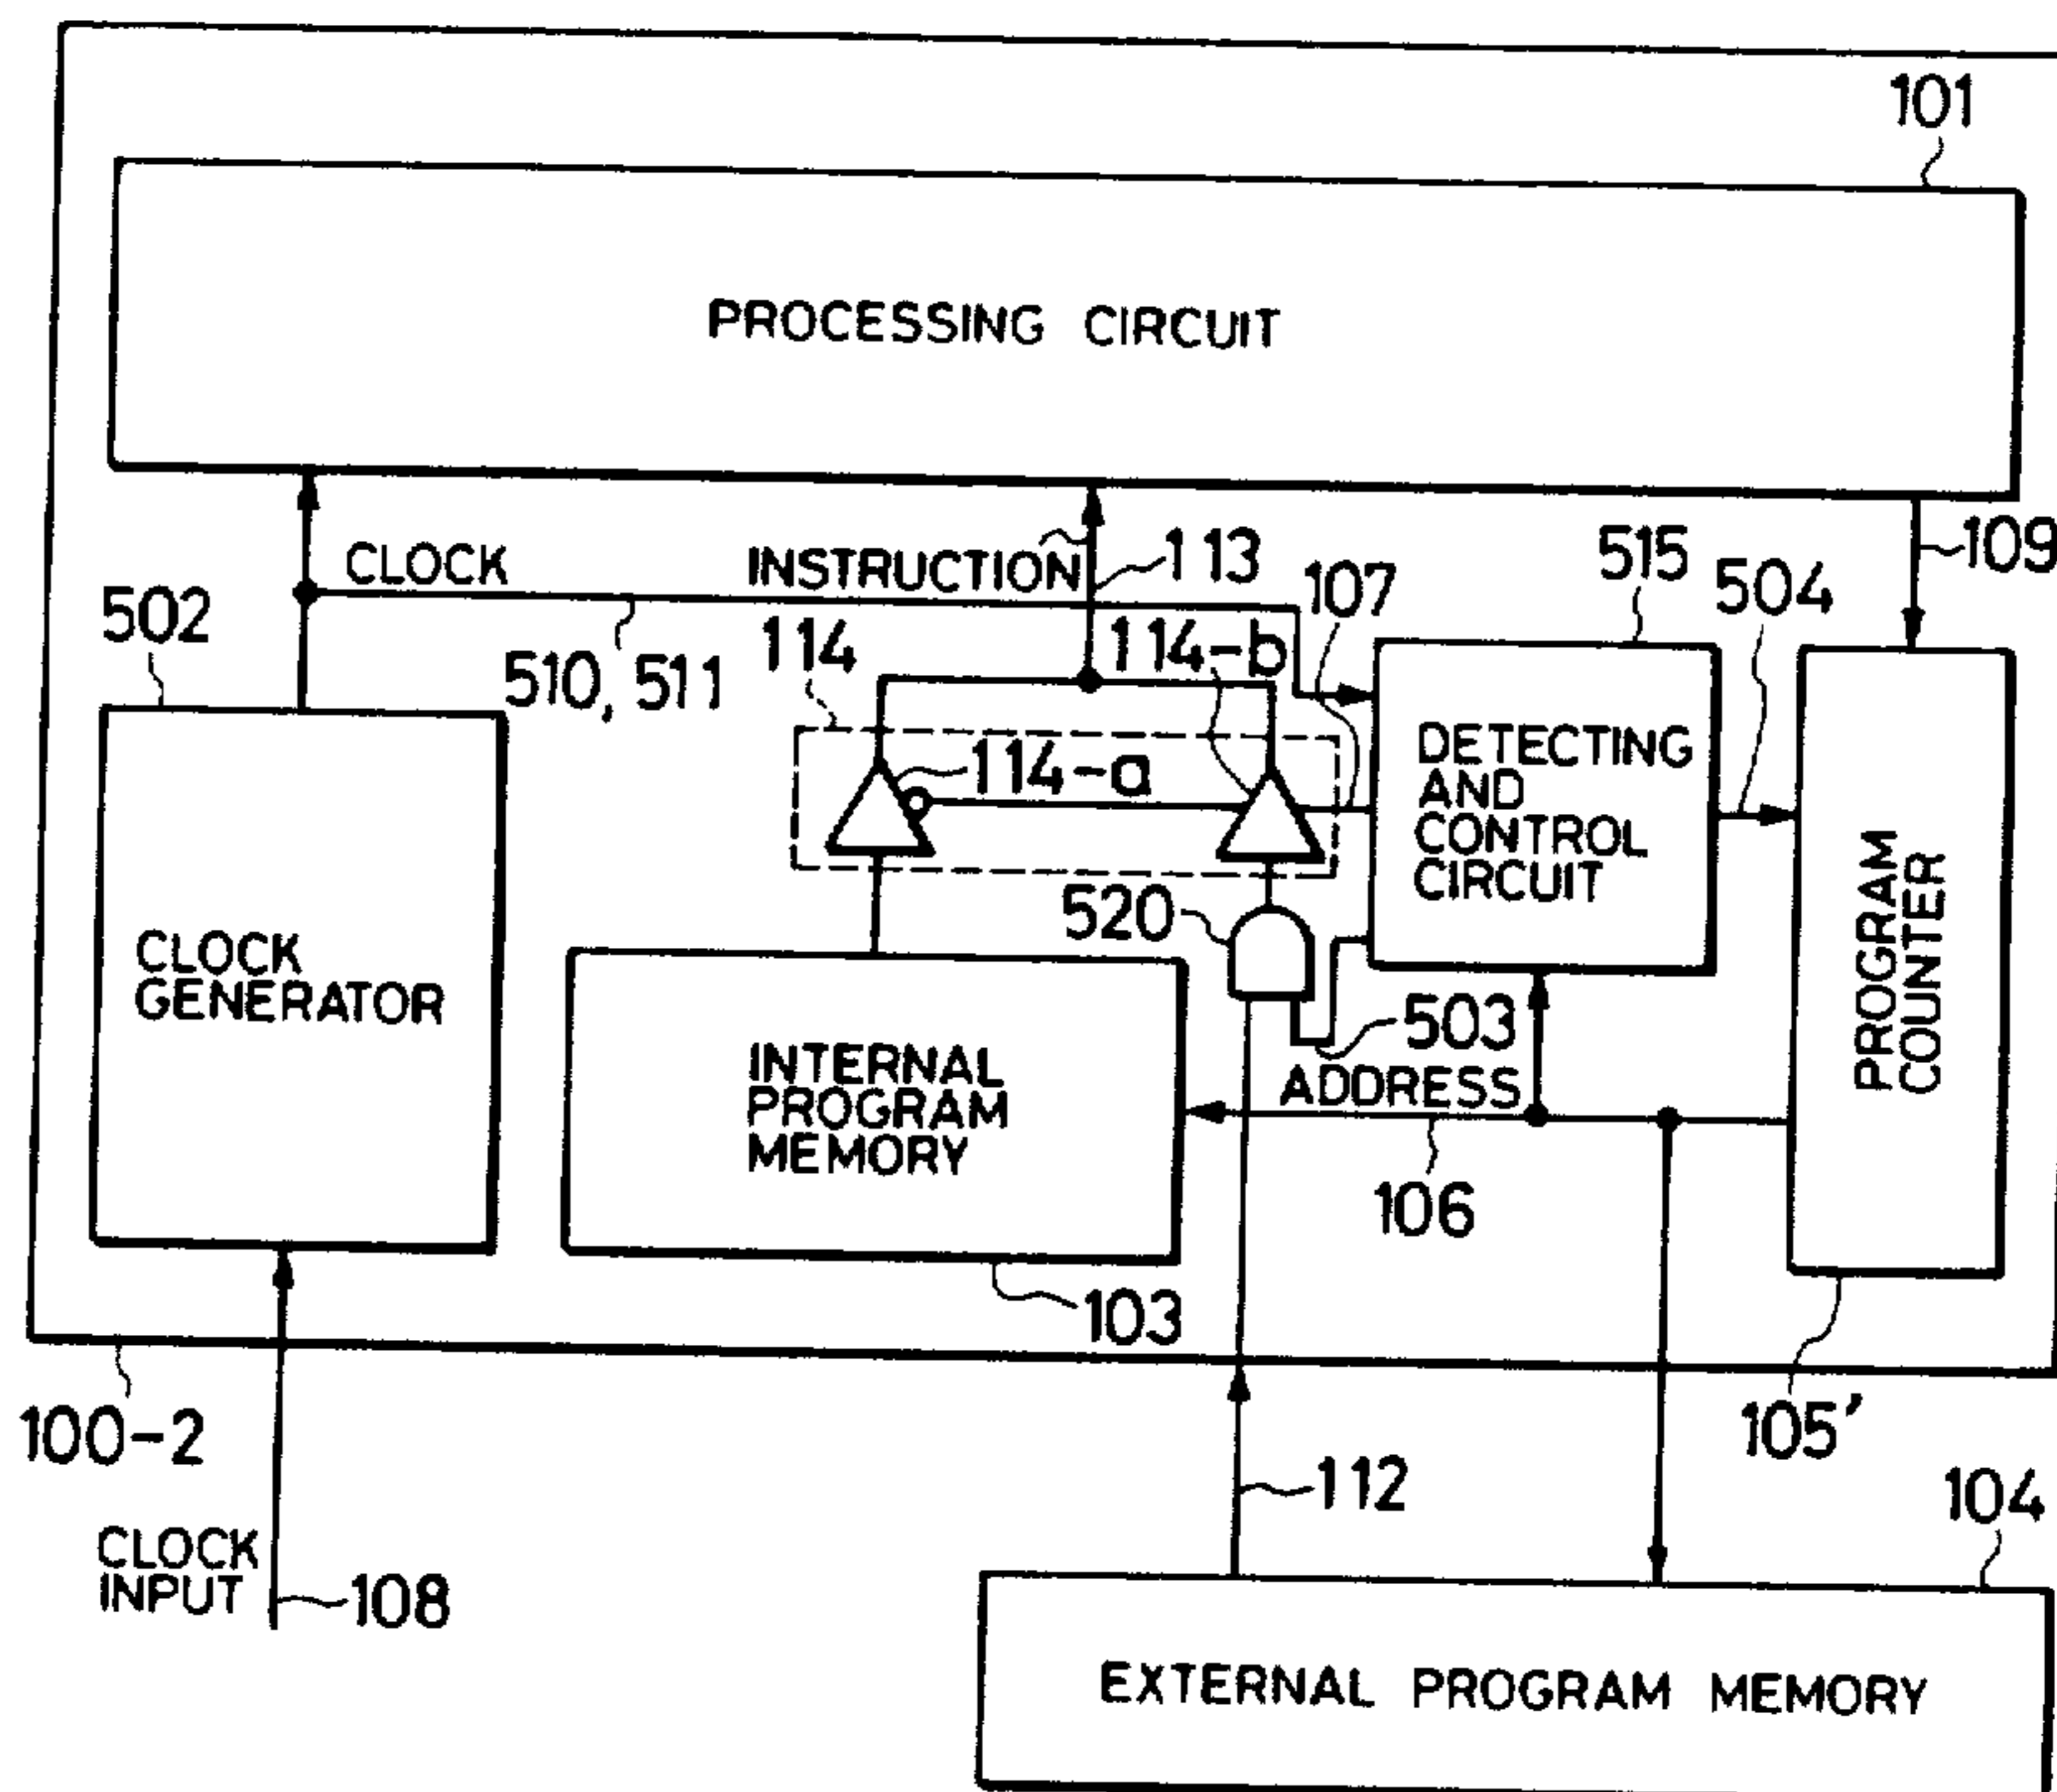 101
PROCESSING CIRCUIT
CLOCK
INSTRUCTION
113
107
515
504
109
502
510, 511
114
114-b
114-a
DETECTING
AND
CONTROL
CIRCUIT
520
CLOCK
GENERATOR
PROGRAM
COUNTER
503
INTERNAL
PROGRAM
MEMORY
ADDRESS
106
103
100-2
105'
112
104
CLOCK
INPUT
108
EXTERNAL PROGRAM MEMORY